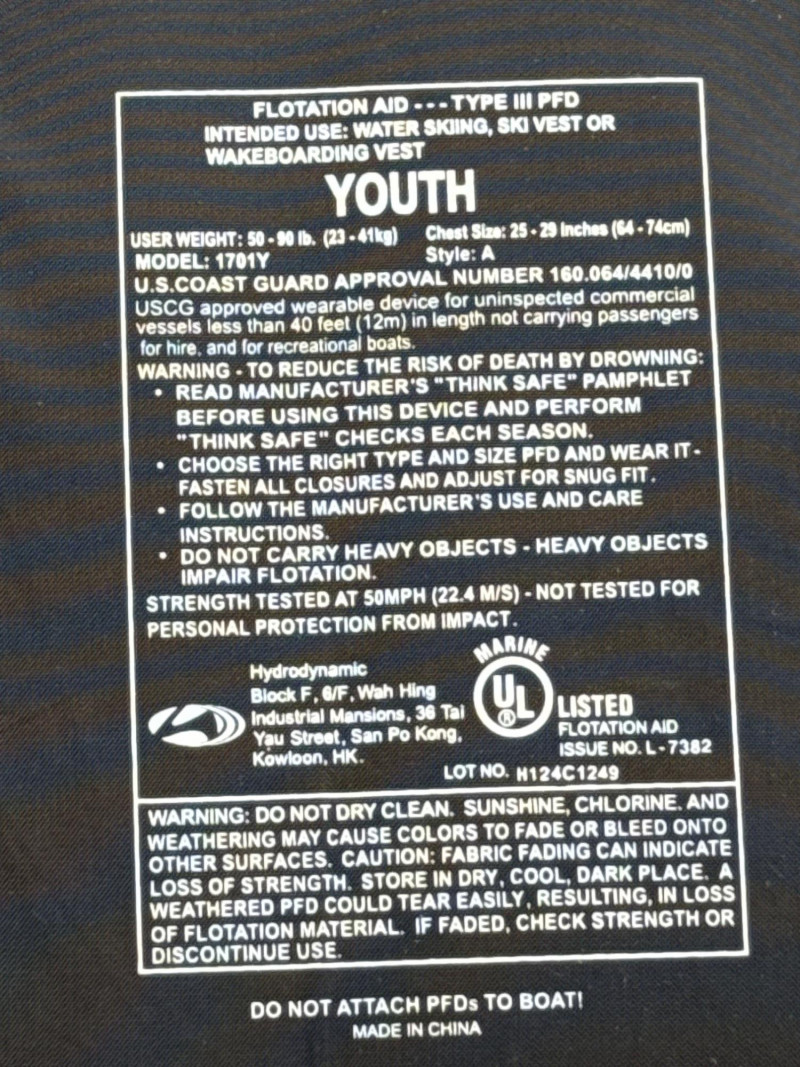 FLOTATION AID --- TYPE III PFD
INTENDED USE: WATER SKIING, SKI VEST OR
WAKEBOARDING VEST
YOUTH
USER WEIGHT: 50 - 90 lb. (23 - 41kg) Chest Size: 25 - 29 Inches (64 - 74cm)
MODEL: 1701Y Style: A
U.S.COAST GUARD APPROVAL NUMBER 160.064/4410/0
USCG approved wearable device for uninspected commercial
vessels less than 40 feet (12m) in length not carrying passengers
for hire, and for recreational boats.
WARNING - TO REDUCE THE RISK OF DEATH BY DROWNING:
• READ MANUFACTURER'S "THINK SAFE" PAMPHLET
BEFORE USING THIS DEVICE AND PERFORM
"THINK SAFE" CHECKS EACH SEASON.
• CHOOSE THE RIGHT TYPE AND SIZE PFD AND WEAR IT -
FASTEN ALL CLOSURES AND ADJUST FOR SNUG FIT.
• FOLLOW THE MANUFACTURER'S USE AND CARE
INSTRUCTIONS.
• DO NOT CARRY HEAVY OBJECTS - HEAVY OBJECTS
IMPAIR FLOTATION.
STRENGTH TESTED AT 50MPH (22.4 M/S) - NOT TESTED FOR
PERSONAL PROTECTION FROM IMPACT.
Hydrodynamic
Block F, 6/F, Wah Hing
Industrial Mansions, 36 Tai
Yau Street, San Po Kong,
Kowloon, HK.
MARINE
UL
®
LISTED
FLOTATION AID
ISSUE NO. L - 7382
LOT NO. H124C1249
WARNING: DO NOT DRY CLEAN. SUNSHINE, CHLORINE. AND
WEATHERING MAY CAUSE COLORS TO FADE OR BLEED ONTO
OTHER SURFACES. CAUTION: FABRIC FADING CAN INDICATE
LOSS OF STRENGTH. STORE IN DRY, COOL, DARK PLACE. A
WEATHERED PFD COULD TEAR EASILY, RESULTING, IN LOSS
OF FLOTATION MATERIAL. IF FADED, CHECK STRENGTH OR
DISCONTINUE USE.
DO NOT ATTACH PFDs TO BOAT!
MADE IN CHINA